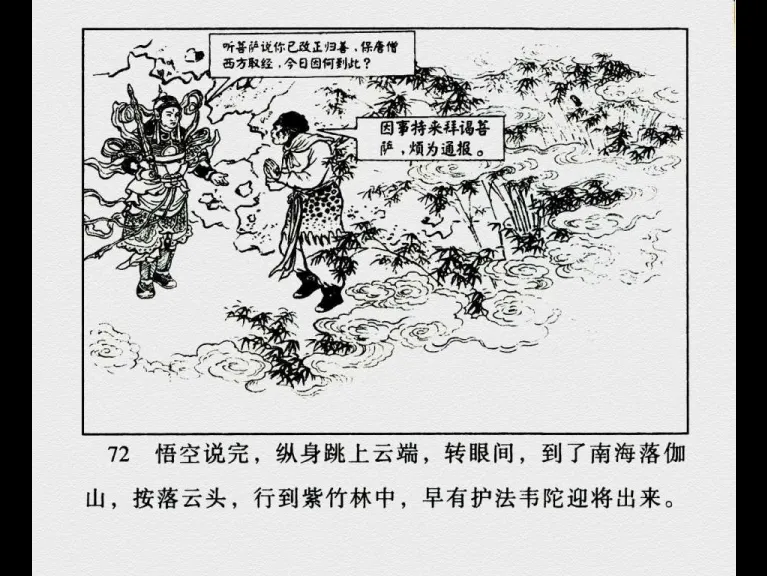 听菩萨说你已改正归善，保唐僧
西方取经，今日因何到此？
因事特来拜谒菩
萨，烦为通报。
72 悟空说完，纵身跳上云端，转眼间，到了南海落伽
山，按落云头，行到紫竹林中，早有护法韦陀迎将出来。